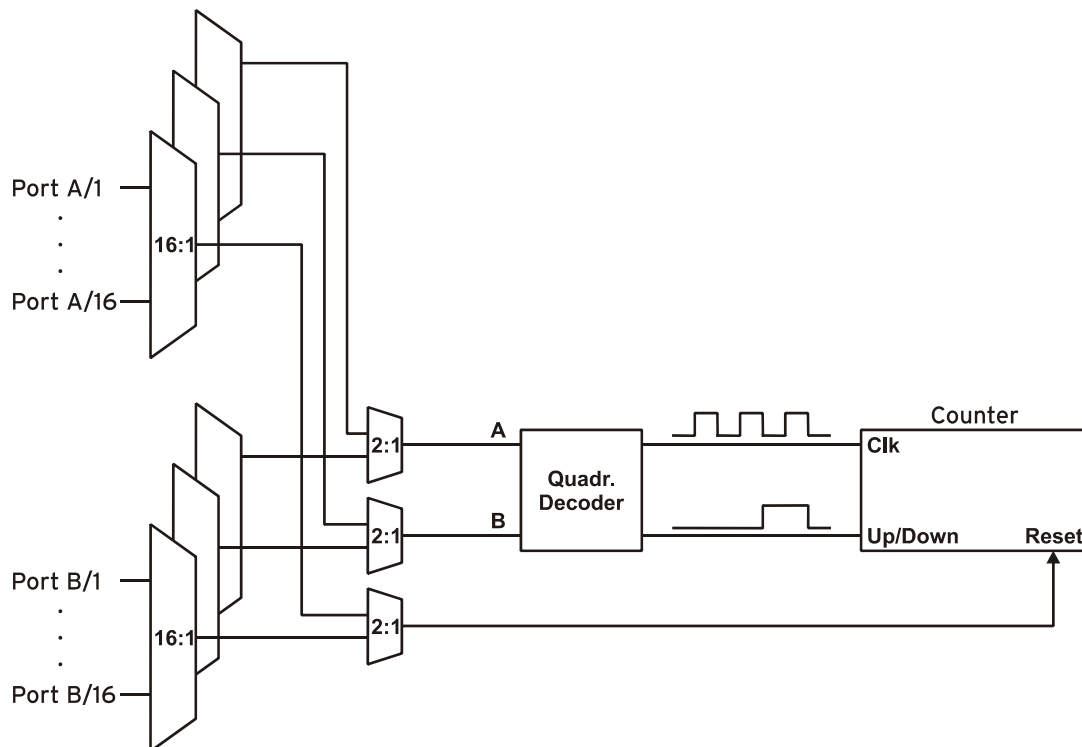 Port A/1
.
.
.
16:1
Port A/16
2:1
A
Quadr.
Decoder
Counter
Clk
2:1
B
Up/Down
Reset
Port B/1
.
.
.
2:1
16:1
Port B/16